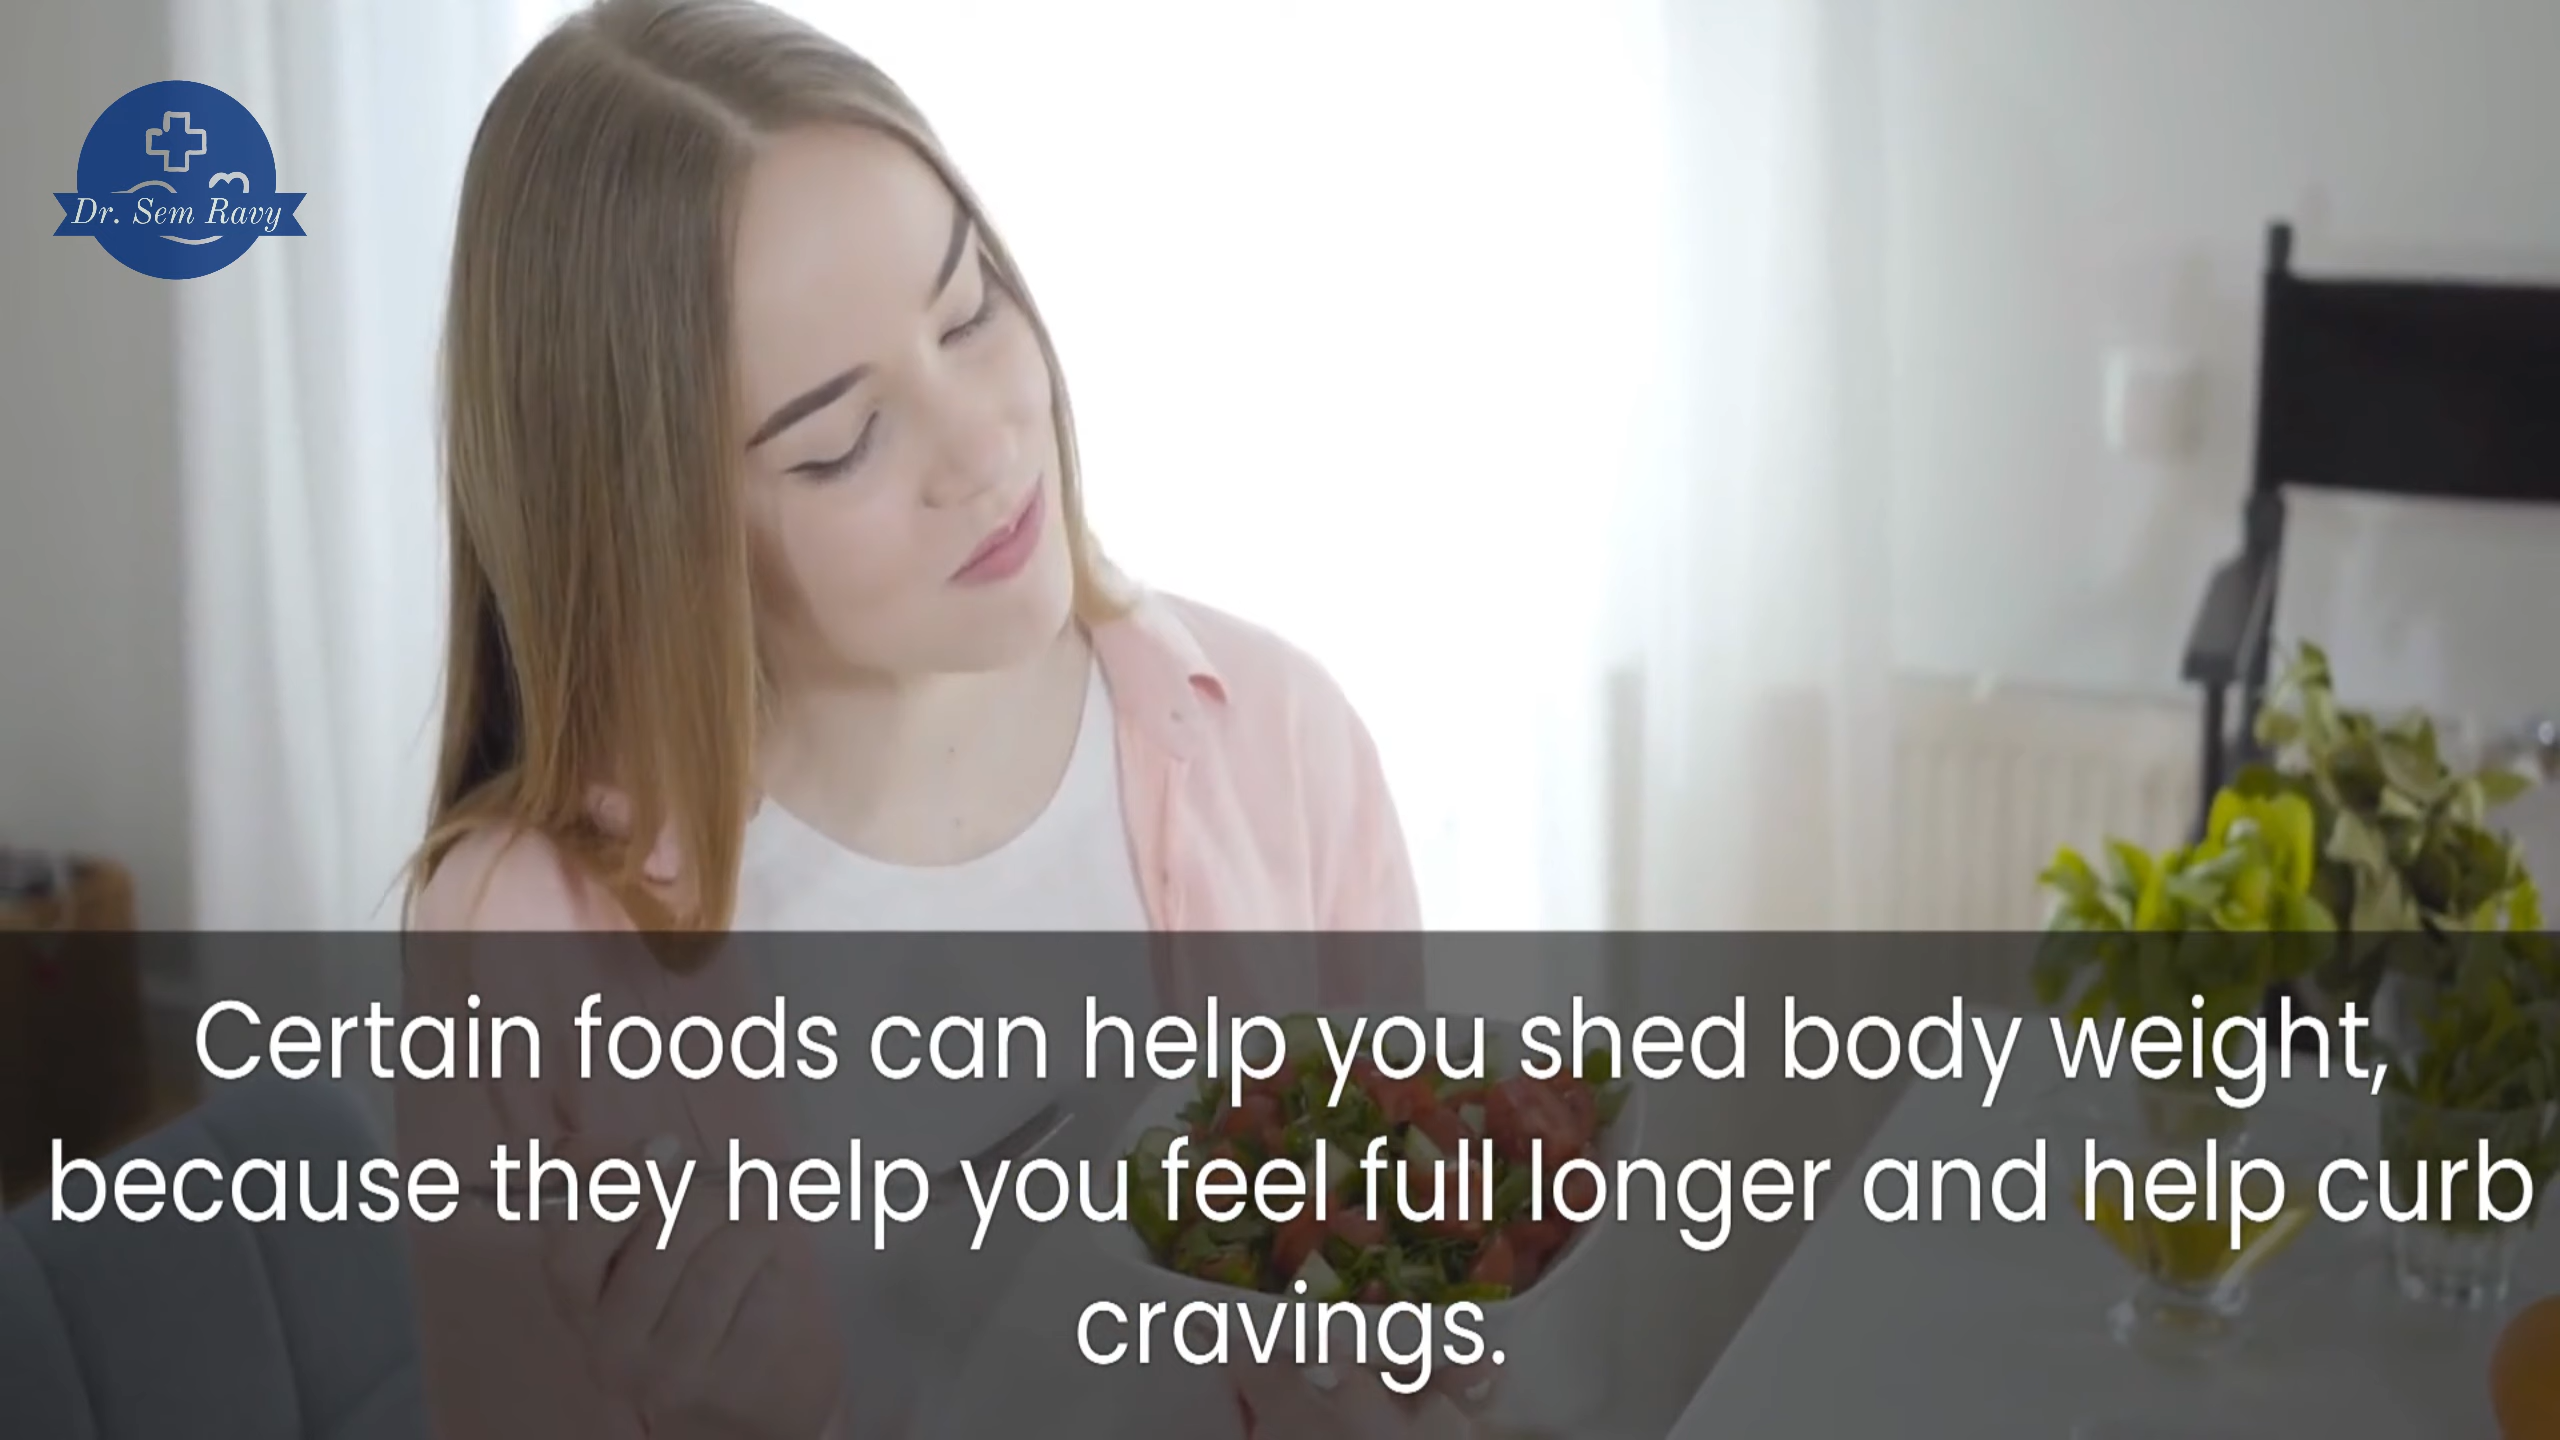 Dr. Sem Ravy
Certain foods can help you shed body weight,
because they help you feel full longer and help curb
cravings.